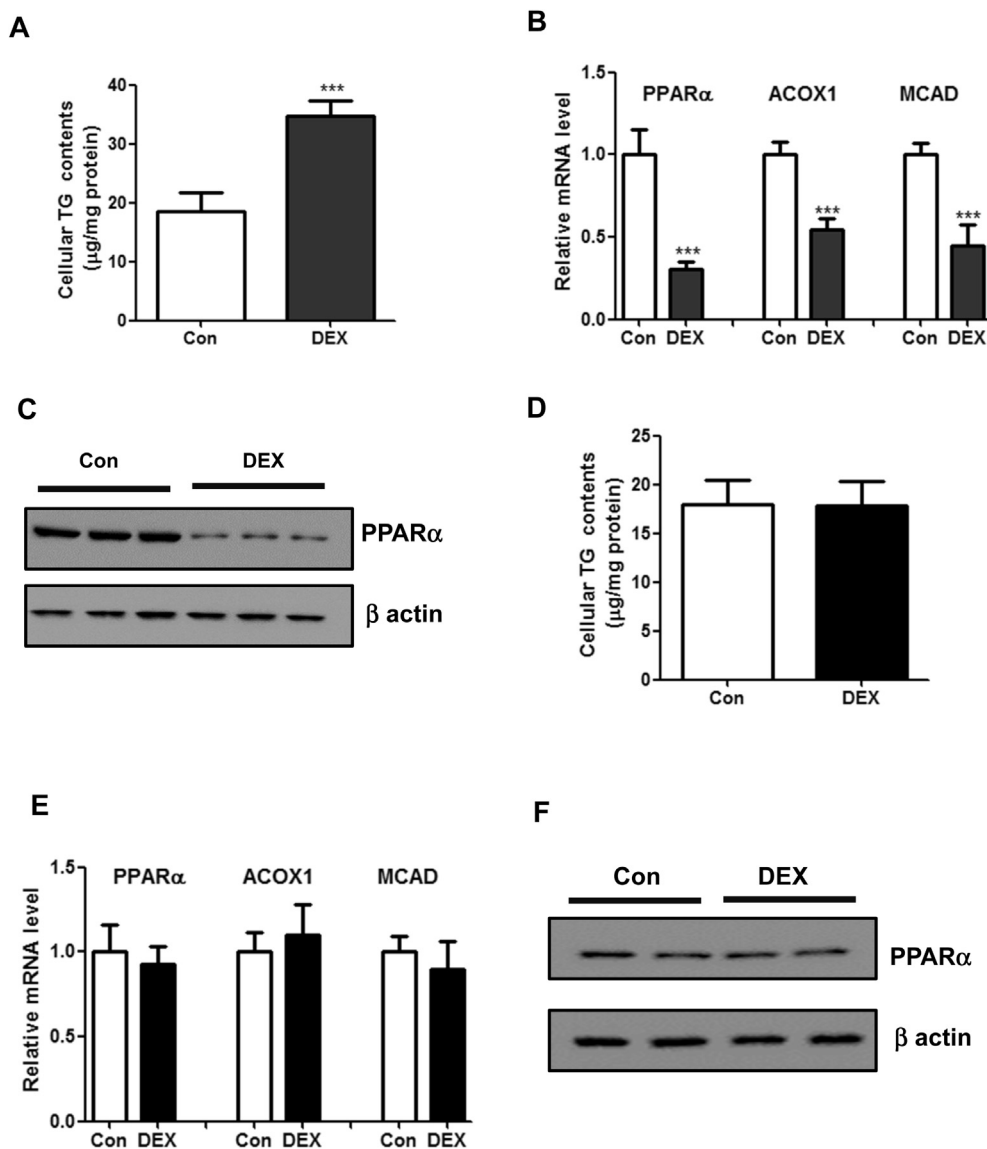 A
Cellular TG contents
(µg/mg protein)
40
30
20
10
0
***
Con DEX
B
Relative mRNA level
1.5
1.0
0.5
0.0
PPARα ACOX1 MCAD
*** *** ***
Con DEX Con DEX Con DEX
C
Con DEX
PPARα
β actin
D
Cellular TG contents
(µg/mg protein)
25
20
15
10
5
0
Con DEX
E
Relative mRNA level
1.5
1.0
0.5
0.0
PPARα ACOX1 MCAD
Con DEX Con DEX Con DEX
F
Con DEX
PPARα
β actin